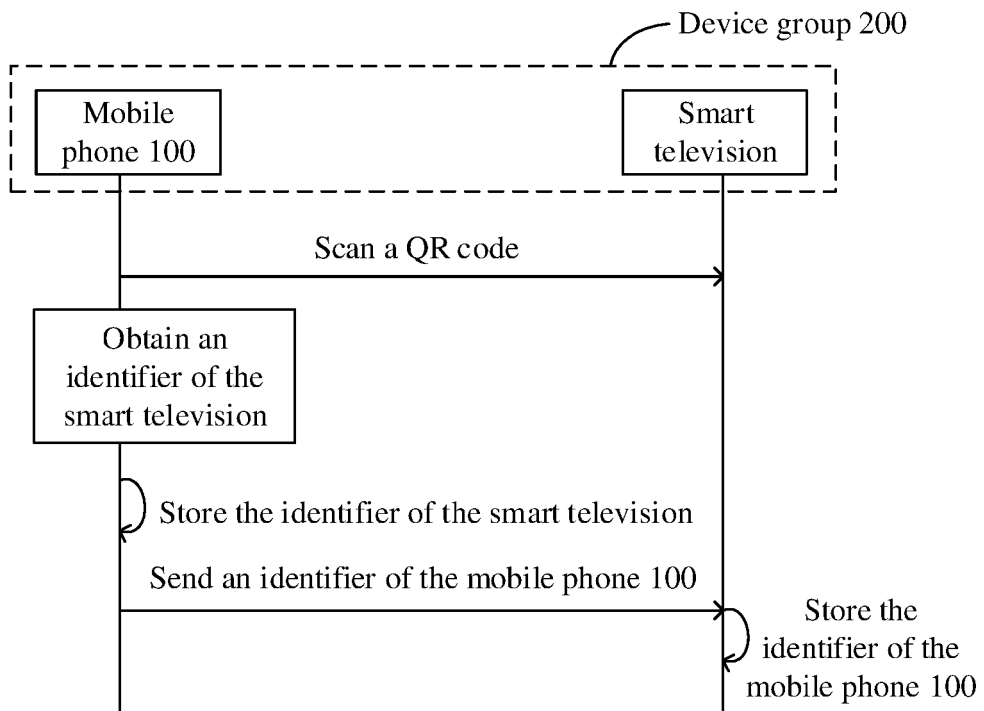 Device group 200
Mobile
phone 100
Smart
television
Scan a QR code
Obtain an
identifier of the
smart television
Store the identifier of the smart television
Send an identifier of the mobile phone 100
Store the
identifier of the
mobile phone 100